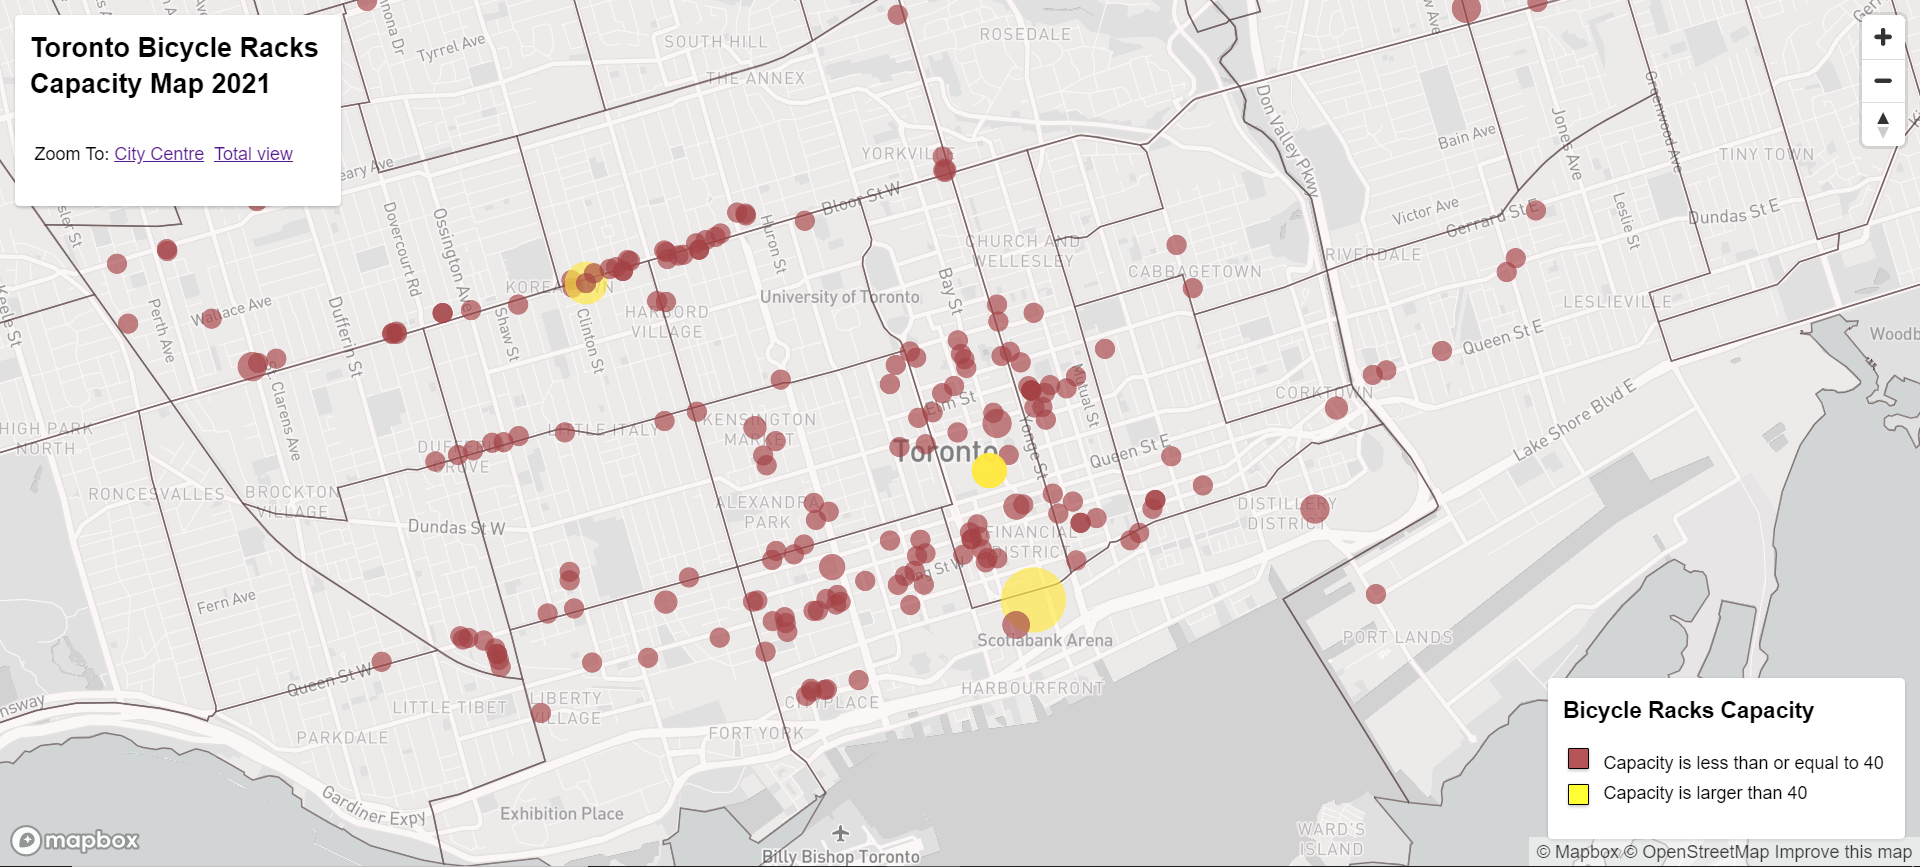 Toronto Bicycle Racks
Capacity Map 2021
Zoom To: City Centre Total view
Tyrrel Ave
SOUTH HILL
ROSEDALE
THE ANNEX
YORKVILLE
Bloor St W
Huron St
Don Valley Pkwy
Bain Ave
Jones Ave
Greenwood Ave
TINY TOWN
Victor Ave
Gerrard St E
Leslie St
Dundas St E
CHURCH AND
WELLESLEY
CABBAGETOWN
RIVERDALE
LESLIEVILLE
Queen St E
Dovercourt Rd
Ossington Ave
Wallace Ave
Perth Ave
Dufferin St
Shaw St
Clinton St
HARBORD
VILLAGE
University of Toronto
Bay St
Keele St
St. Clarens Ave
HIGH PARK
NORTH
LITTLE ITALY
KENSINGTON
MARKET
Elm St
Mutual St
Yonge St
Toronto
Queen St E
CORKTOWN
Lake Shore Blvd E
RONCESVALLES
BROCKTON
VILLAGE
Dundas St W
ALEXANDRA
PARK
FINANCIAL
DISTRICT
DISTILLERY
DISTRICT
Fern Ave
Queen St W
LITTLE TIBET
LIBERTY
VILLAGE
PARKDALE
CITYPLACE
FORT YORK
Scotiabank Arena
HARBOURFRONT
PORT LANDS
Gardiner Expy
Exhibition Place
Billy Bishop Toronto
WARD'S
ISLAND
Bicycle Racks Capacity
Capacity is less than or equal to 40
Capacity is larger than 40
mapbox
© Mapbox © OpenStreetMap Improve this map